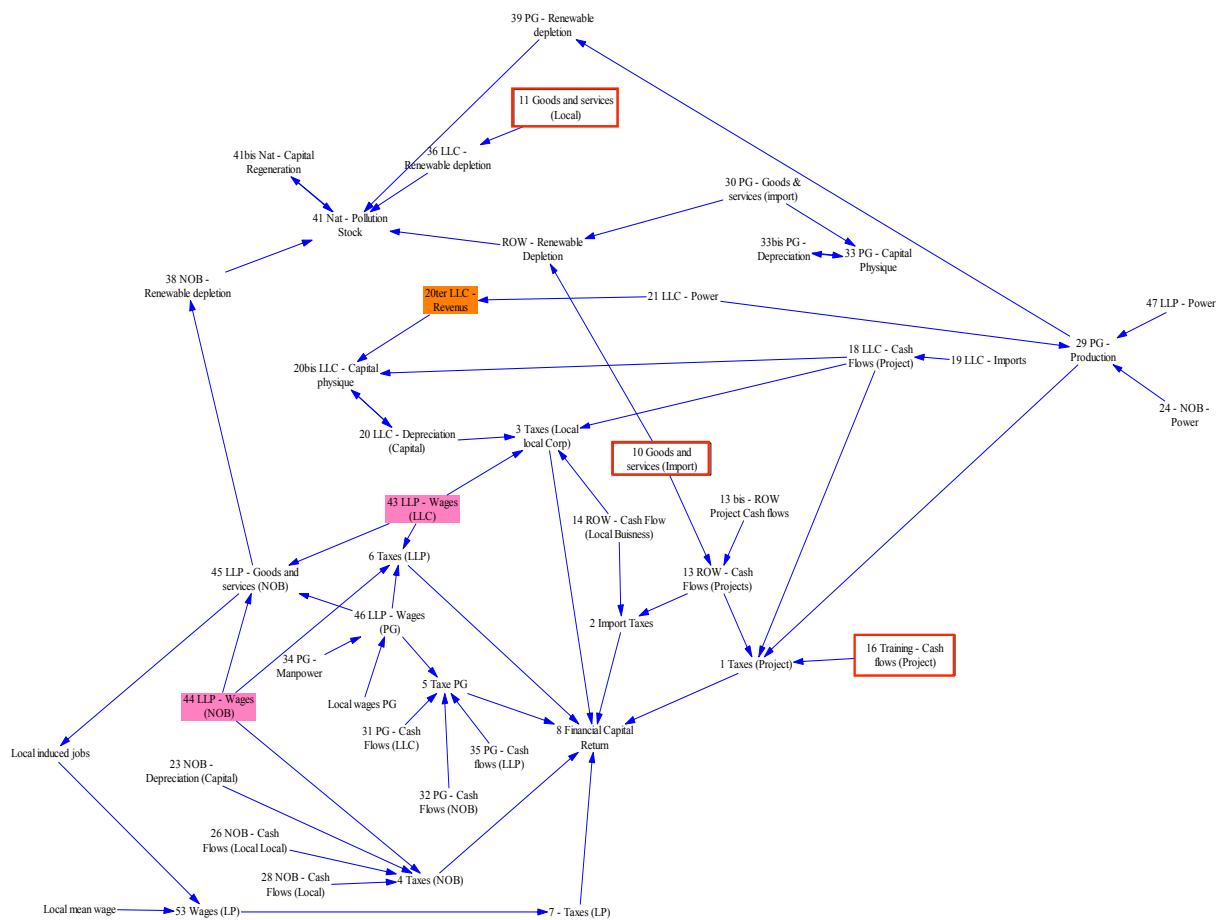 39 PG - Renewable
depletion
11 Goods and services
(Local)
41bis Nat - Capital
Regeneration
36 LLC -
Renewable depletion
30 PG - Goods &
services (import)
41 Nat - Pollution
Stock
ROW - Renewable
Depletion
33bis PG -
Depreciation
33 PG - Capital
Physique
38 NOB -
Renewable depletion
20ter LLC -
Revenus
21 LLC - Power
47 LLP - Power
29 PG -
Production
18 LLC - Cash
Flows (Project)
19 LLC - Imports
20bis LLC - Capital
physique
24 - NOB -
Power
20 LLC - Depreciation
(Capital)
3 Taxes (Local
local Corp)
10 Goods and
services (Import)
43 LLP - Wages
(LLC)
13 bis - ROW
Project Cash flows
14 ROW - Cash Flow
(Local Buisness)
6 Taxes (LLP)
45 LLP - Goods and
services (NOB)
13 ROW - Cash
Flows (Projects)
46 LLP - Wages
(PG)
2 Import Taxes
34 PG -
Manpower
1 Taxes (Project)
16 Training - Cash
flows (Project)
5 Taxe PG
44 LLP - Wages
(NOB)
Local wages PG
31 PG - Cash
Flows (LLC)
8 Financial Capital
Return
35 PG - Cash
flows (LLP)
Local induced jobs
23 NOB -
Depreciation (Capital)
32 PG - Cash
Flows (NOB)
26 NOB - Cash
Flows (Local Local)
28 NOB - Cash
Flows (Local)
4 Taxes (NOB)
Local mean wage
53 Wages (LP)
7 - Taxes (LP)